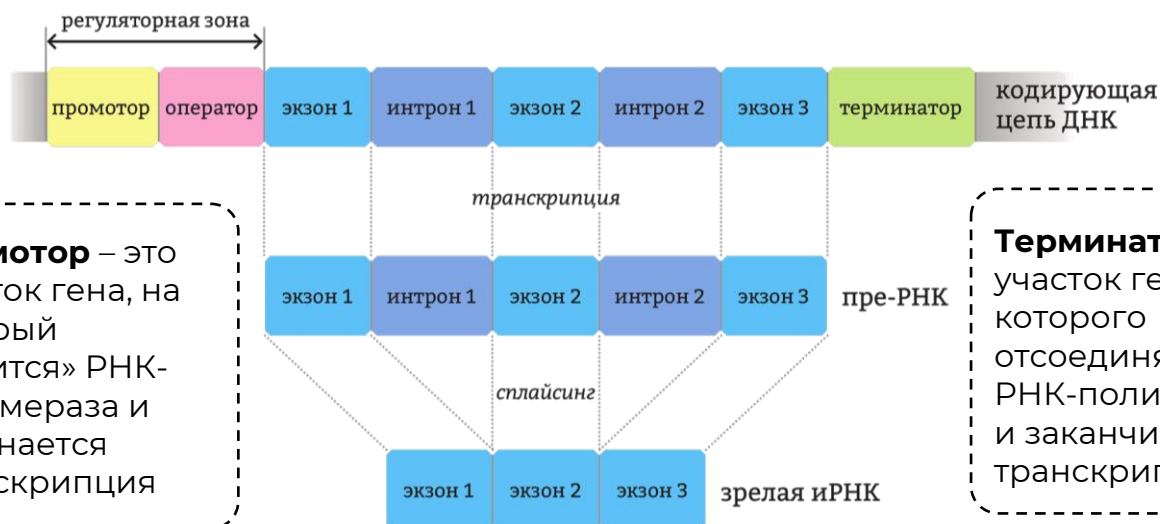 регуляторная зона
промотор оператор экзон 1 интрон 1 экзон 2 интрон 2 экзон 3 терминатор
кодирующая
цепь ДНК
транскрипция
мотор – это
ток гена, на
рый
ится» РНК-
мераза и
нается
скрипция
экзон 1 интрон 1 экзон 2 интрон 2 экзон 3 пре-РНК
сплайсинг
экзон 1 экзон 2 экзон 3 зрелая иРНК
Терминат
участок ге
которого
отсоединя
РНК-поли
и заканчи
транскрип